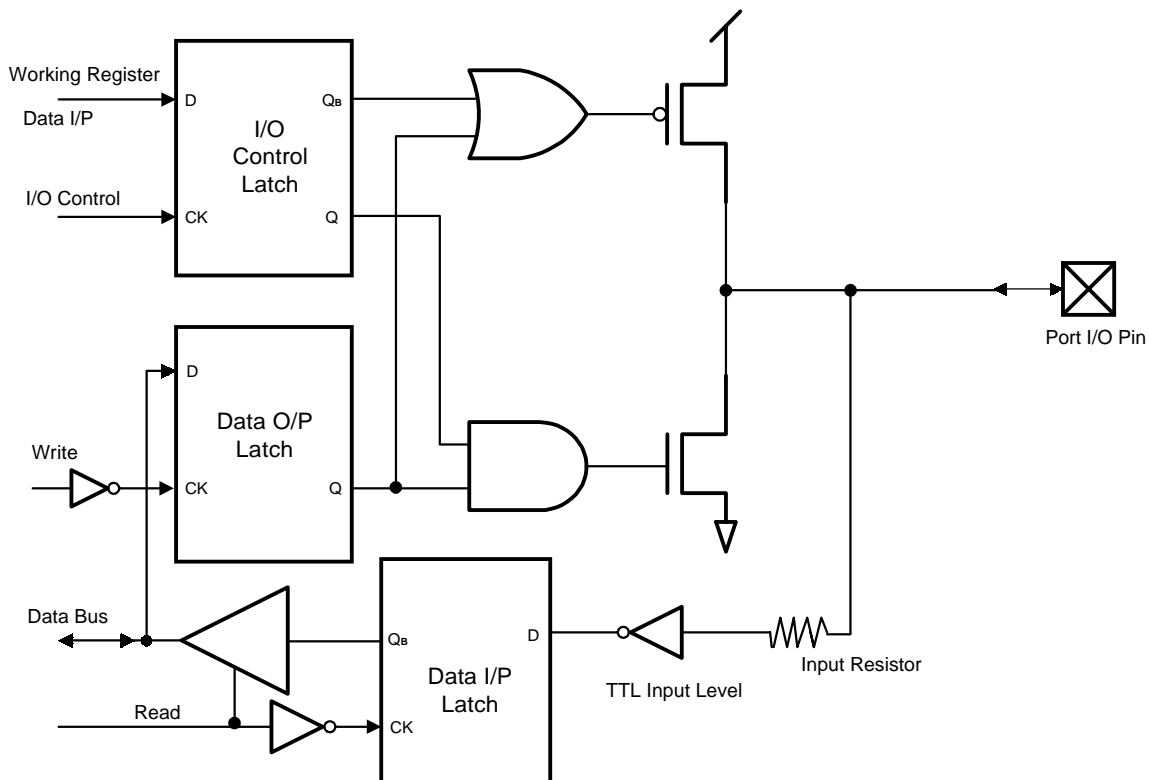 Working Register
D
QB
Data I/P
I/O
Control
Latch
I/O Control
CK
Q
Port I/O Pin
D
Data O/P
Latch
Write
CK
Q
Data Bus
QB
D
Data I/P
Latch
TTL Input Level
Input Resistor
Read
CK